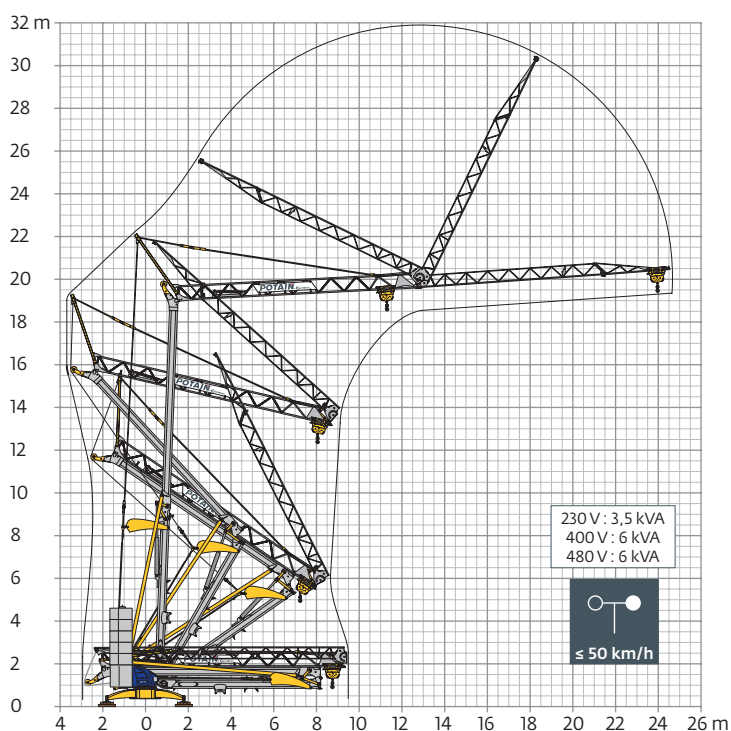 32 m
30
28
26
24
22
20
18
16
14
12
10
8
6
4
2
0
POTAIN
POTAIN
POTAIN
POTAIN
230 V : 3,5 kVA
400 V : 6 kVA
480 V : 6 kVA
≤ 50 km/h
4 2 0 2 4 6 8 10 12 14 16 18 20 22 24 26 m